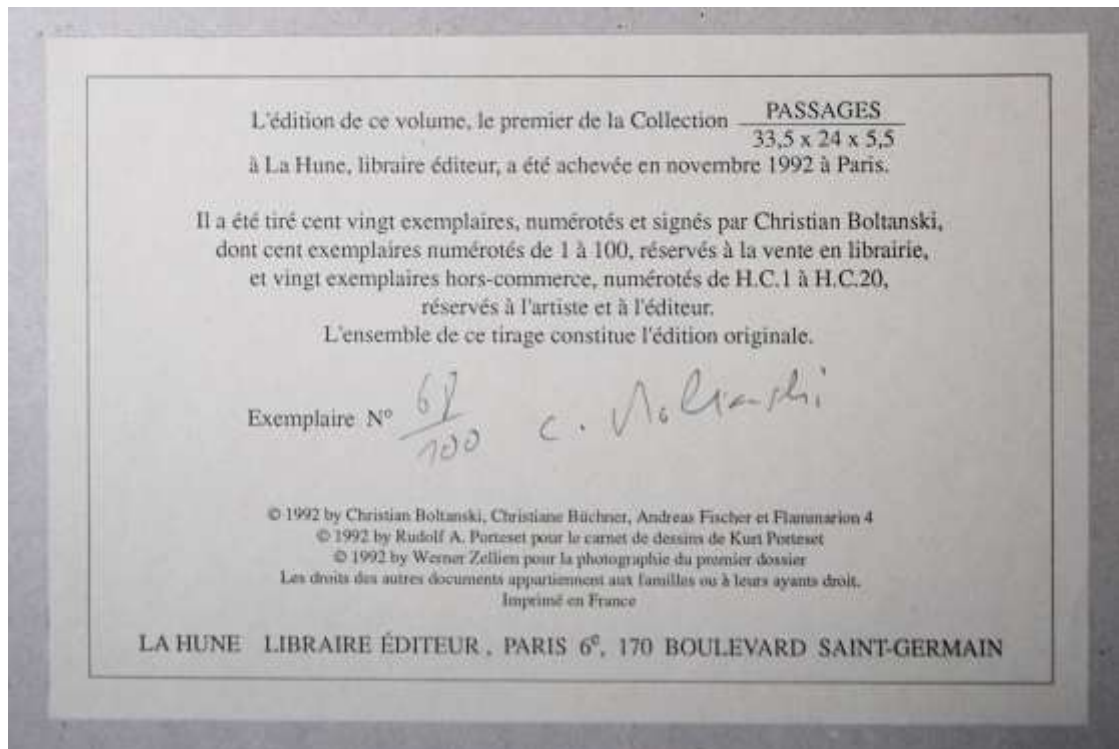 L'édition de ce volume, le premier de la Collection PASSAGES
33,5 x 24 x 5,5
à La Hune, libraire éditeur, a été achevée en novembre 1992 à Paris.
Il a été tiré cent vingt exemplaires, numérotés et signés par Christian Boltanski,
dont cent exemplaires numérotés de 1 à 100, réservés à la vente en librairie,
et vingt exemplaires hors-commerce, numérotés de H.C.1 à H.C.20,
réservés à l'artiste et à l'éditeur.
L'ensemble de ce tirage constitue l'édition originale.
Exemplaire N°
100
© 1992 by Christian Boltanski, Christiane Büchner, Andreas Fischer et Flammarion 4
© 1992 by Rudolf A. Porteset pour le carnet de dessins de Kurt Porteset
© 1992 by Werner Zellien pour la photographie du premier dossier
Les droits des autres documents appartiennent aux familles ou à leurs ayants droit.
Imprimé en France
LA HUNE LIBRAIRE ÉDITEUR, PARIS 6e, 170 BOULEVARD SAINT-GERMAIN